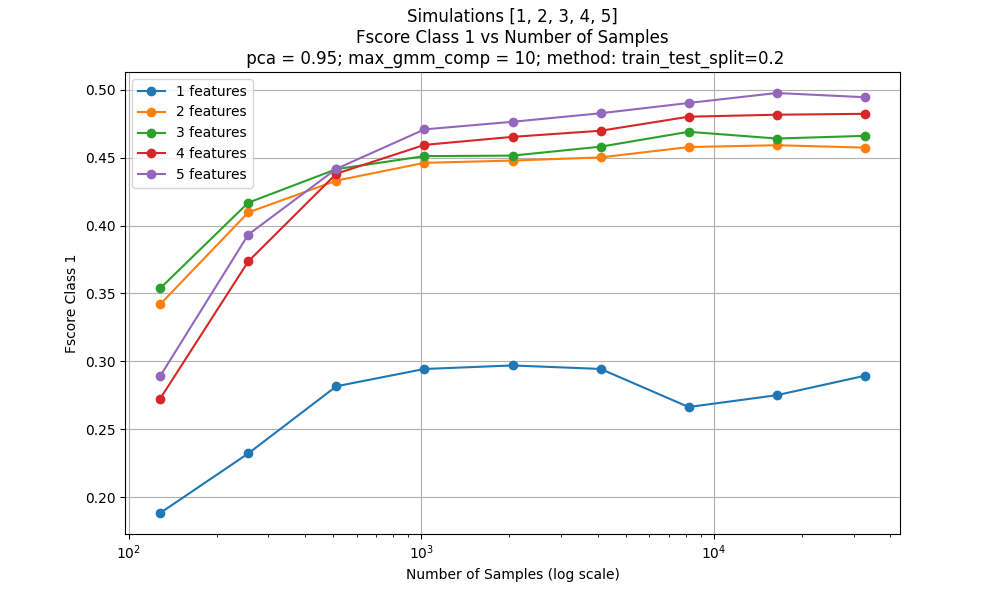 Simulations [1, 2, 3, 4, 5]
Fscore Class 1 vs Number of Samples
pca = 0.95; max_gmm_comp = 10; method: train_test_split=0.2
1 features
2 features
3 features
4 features
5 features
Fscore Class 1
0.50
0.45
0.40
0.35
0.30
0.25
0.20
10² 10³ 10⁴
Number of Samples (log scale)